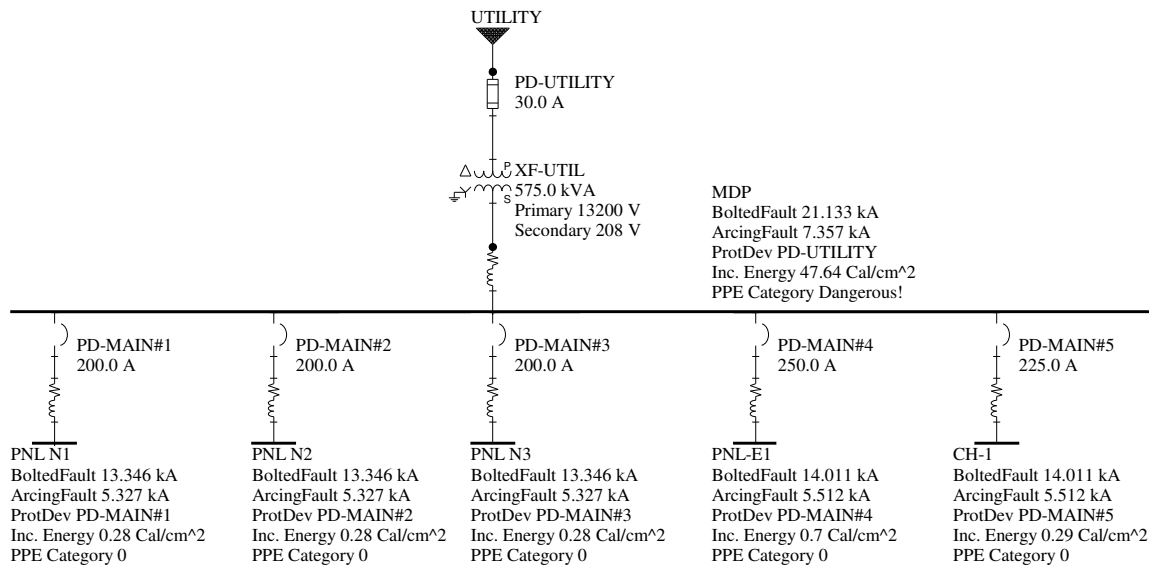 UTILITY
PD-UTILITY
30.0 A
P
XF-UTIL
575.0 kVA
S
Primary 13200 V
Secondary 208 V
MDP
BoltedFault 21.133 kA
ArcingFault 7.357 kA
ProtDev PD-UTILITY
Inc. Energy 47.64 Cal/cm^2
PPE Category Dangerous!
PD-MAIN#1
200.0 A
PD-MAIN#2
200.0 A
PD-MAIN#3
200.0 A
PD-MAIN#4
250.0 A
PD-MAIN#5
225.0 A
PNL N1
BoltedFault 13.346 kA
ArcingFault 5.327 kA
ProtDev PD-MAIN#1
Inc. Energy 0.28 Cal/cm^2
PPE Category 0
PNL N2
BoltedFault 13.346 kA
ArcingFault 5.327 kA
ProtDev PD-MAIN#2
Inc. Energy 0.28 Cal/cm^2
PPE Category 0
PNL N3
BoltedFault 13.346 kA
ArcingFault 5.327 kA
ProtDev PD-MAIN#3
Inc. Energy 0.28 Cal/cm^2
PPE Category 0
PNL-E1
BoltedFault 14.011 kA
ArcingFault 5.512 kA
ProtDev PD-MAIN#4
Inc. Energy 0.7 Cal/cm^2
PPE Category 0
CH-1
BoltedFault 14.011 kA
ArcingFault 5.512 kA
ProtDev PD-MAIN#5
Inc. Energy 0.29 Cal/cm^2
PPE Category 0